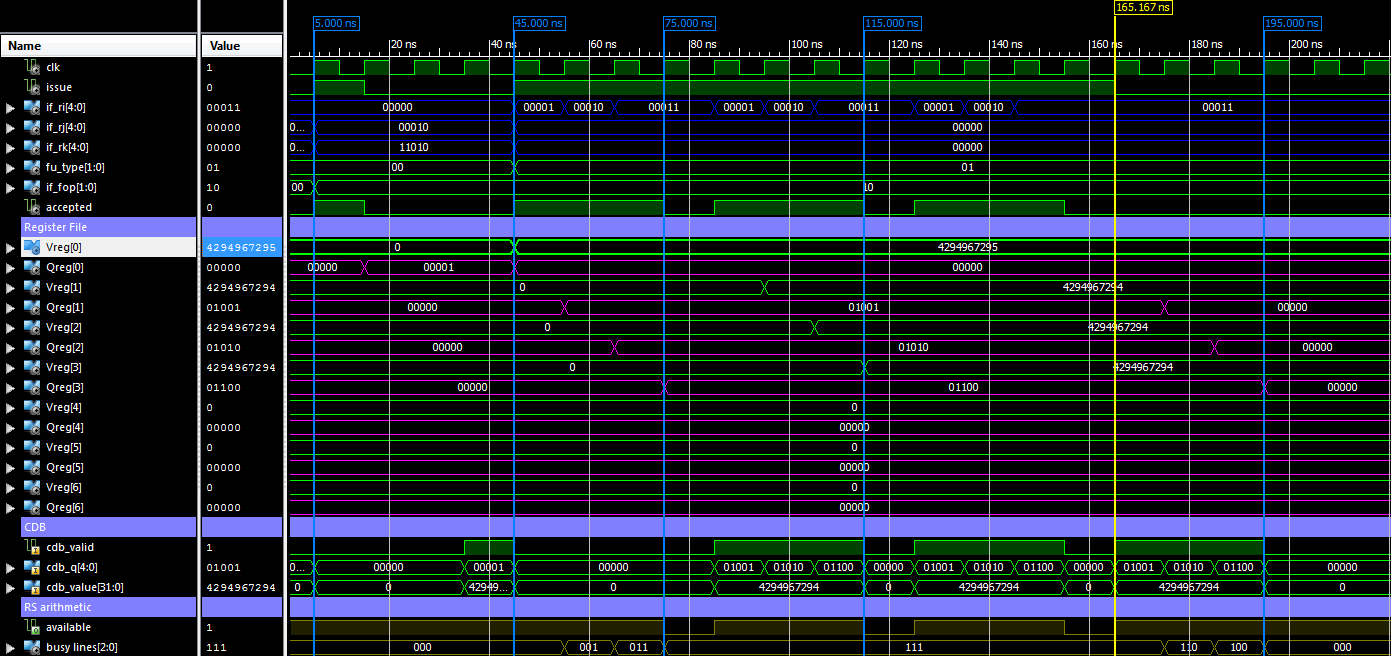 165.167 ns
5.000 ns 45.000 ns 75.000 ns 115.000 ns 195.000 ns
Name Value 20 ns 40 ns 60 ns 80 ns 100 ns 120 ns 140 ns 160 ns 180 ns 200 ns
clk 1
issue 0
if_ri[4:0] 00011 00000 00001 00010 00011 00001 00010 00011 00001 00010 00011
if_rj[4:0] 00000 0... 00010 00000
if_rk[4:0] 00000 0... 11010 00000
fu_type[1:0] 01 00 01
if_fop[1:0] 10 00 10
accepted 0
Register File
Vreg[0] 4294967295 0 4294967295
Qreg[0] 00000 00000 00001 00000
Vreg[1] 4294967294 0 4294967294
Qreg[1] 01001 00000 01001 00000
Vreg[2] 4294967294 0 4294967294
Qreg[2] 01010 00000 01010 00000
Vreg[3] 4294967294 0 4294967294
Qreg[3] 01100 00000 01100 00000
Vreg[4] 0 0
Qreg[4] 00000 00000
Vreg[5] 0 0
Qreg[5] 00000 00000
Vreg[6] 0 0
Qreg[6] 00000 00000
CDB
cdb_valid 1
cdb_q[4:0] 01001 0... 00000 00001 00000 01001 01010 01100 00000 01001 01010 01100 00000 01001 01010 01100 00000
cdb_value[31:0] 4294967294 0 0 42949... 0 4294967294 0 4294967294 0 4294967294 0
RS arithmetic
available 1
busy lines[2:0] 111 000 001 011 111 110 100 000